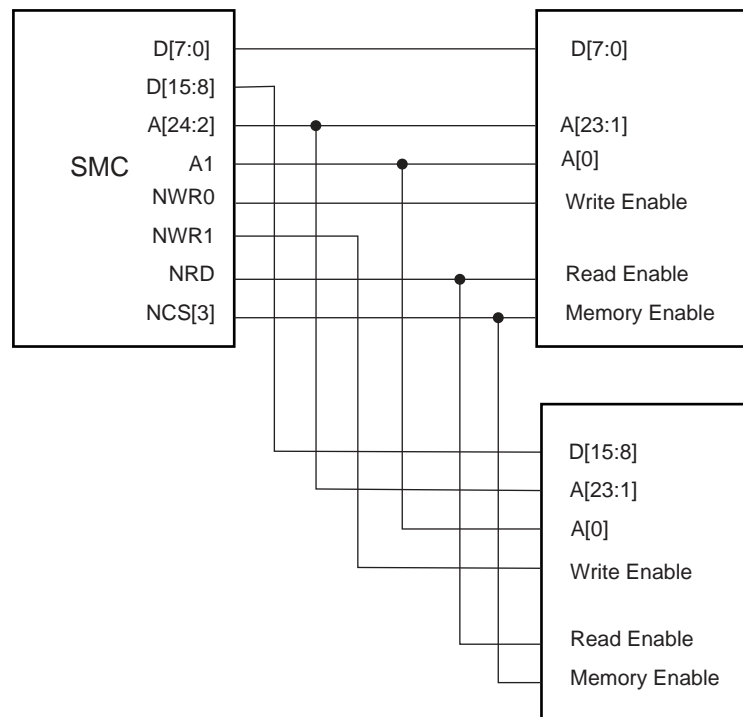 D[7:0]
D[15:8]
A[24:2]
SMC
A1
NWR0
NWR1
NRD
NCS[3]
D[7:0]
A[23:1]
A[0]
Write Enable
Read Enable
Memory Enable
D[15:8]
A[23:1]
A[0]
Write Enable
Read Enable
Memory Enable